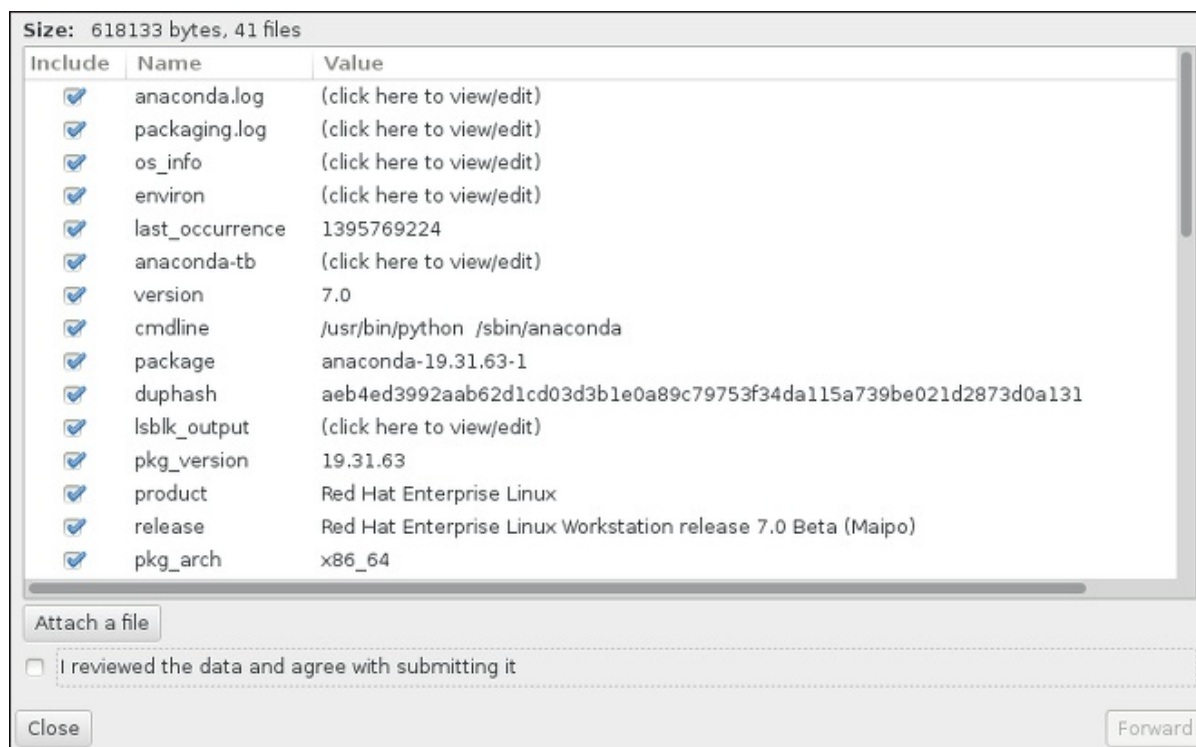 Size: 618133 bytes, 41 files
Include Name Value
anaconda.log (click here to view/edit)
packaging.log (click here to view/edit)
os_info (click here to view/edit)
environ (click here to view/edit)
last_occurrence 1395769224
anaconda-tb (click here to view/edit)
version 7.0
cmdline /usr/bin/python /sbin/anaconda
package anaconda-19.31.63-1
duphash aeb4ed3992aab62d1cd03d3b1e0a89c79753f34da115a739be021d2873d0a131
lsblk_output (click here to view/edit)
pkg_version 19.31.63
product Red Hat Enterprise Linux
release Red Hat Enterprise Linux Workstation release 7.0 Beta (Maipo)
pkg_arch x86_64
Attach a file
I reviewed the data and agree with submitting it
Close Forward